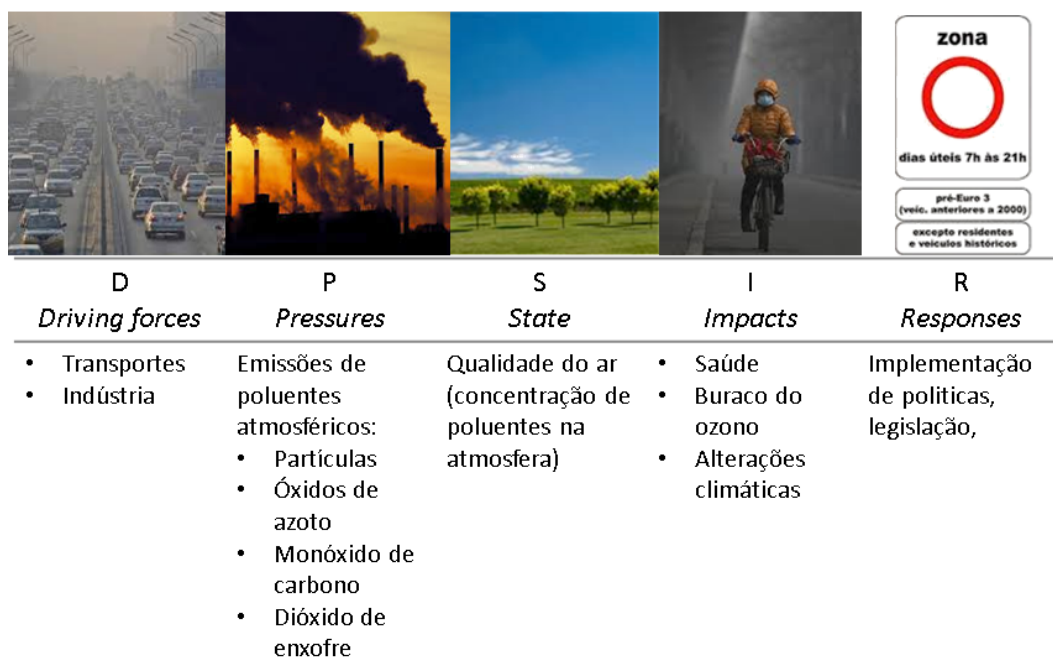 zona
dias úteis 7h às 21h
pré-Euro 3
(veic. anteriores a 2000)
excepto residentes
e veículos históricos
D
Driving forces
• Transportes
• Indústria
P
Pressures
Emissões de
poluentes
atmosféricos:
• Partículas
• Óxidos de
azoto
• Monóxido de
carbono
• Dióxido de
enxofre
S
State
Qualidade do ar
(concentração de
poluentes na
atmosfera)
I
Impacts
• Saúde
• Buraco do
ozono
• Alterações
climáticas
R
Responses
Implementação
de politicas,
legislação,